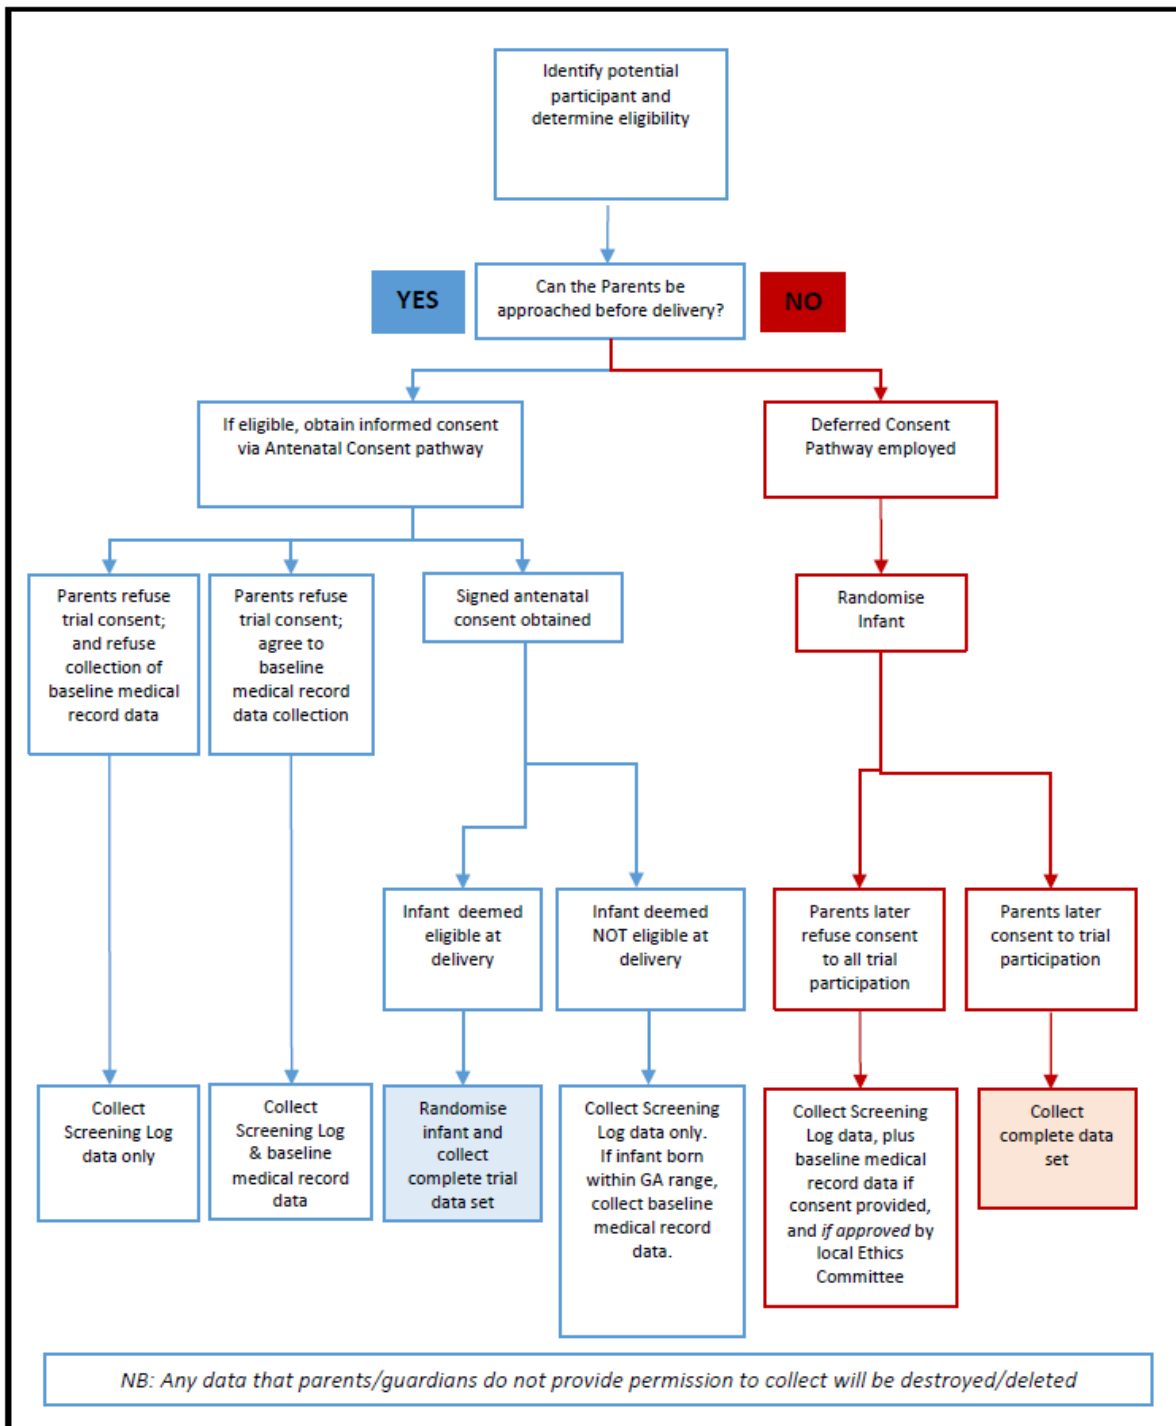 Identify potential
participant and
determine eligibility
YES
Can the Parents be
approached before delivery?
NO
If eligible, obtain informed consent
via Antenatal Consent pathway
Deferred Consent
Pathway employed
Parents refuse
trial consent;
and refuse
collection of
baseline medical
record data
Parents refuse
trial consent;
agree to
baseline
medical record
data collection
Signed antenatal
consent obtained
Randomise
Infant
Infant deemed
eligible at
delivery
Infant deemed
NOT eligible at
delivery
Parents later
refuse consent
to all trial
participation
Parents later
consent to trial
participation
Collect
Screening Log
data only
Collect
Screening Log
& baseline
medical record
data
Randomise
infant and
collect
complete trial
data set
Collect Screening
Log data only.
If infant born
within GA range,
collect baseline
medical record
data.
Collect Screening
Log data, plus
baseline medical
record data if
consent provided,
and if approved by
local Ethics
Committee
Collect
complete data
set
NB: Any data that parents/guardians do not provide permission to collect will be destroyed/deleted